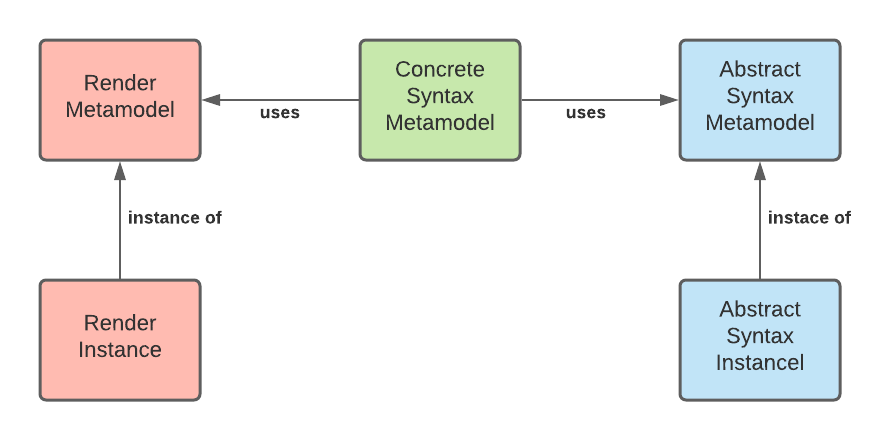 Render
Metamodel
Concrete
Syntax
Metamodel
Abstract
Syntax
Metamodel
uses
uses
instance of
instace of
Render
Instance
Abstract
Syntax
Instancel